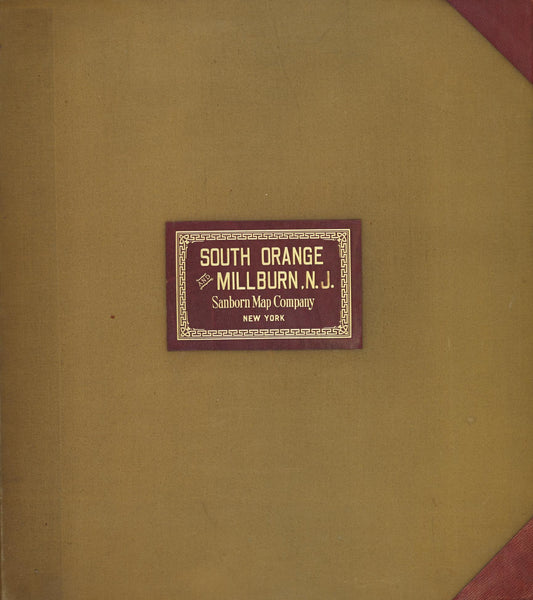 SOUTH ORANGE
AND MILLBURN, N.J.
Sanborn Map Company
NEW YORK